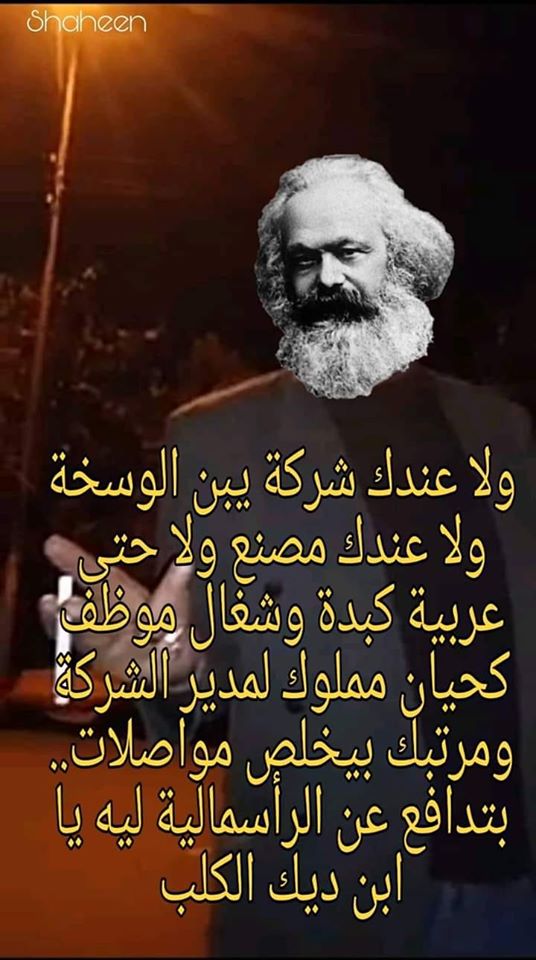 Shaheen
ولا عندك شركة يبن الوسخة
ولا عندك مصنع ولا حتى
عربية كبدة وشغال موظف
كحيان مملوك لمدير الشركة
ومرتبك بيخلص مواصلات..
بتدافع عن الرأسمالية ليه يا
ابن ديك الكلب